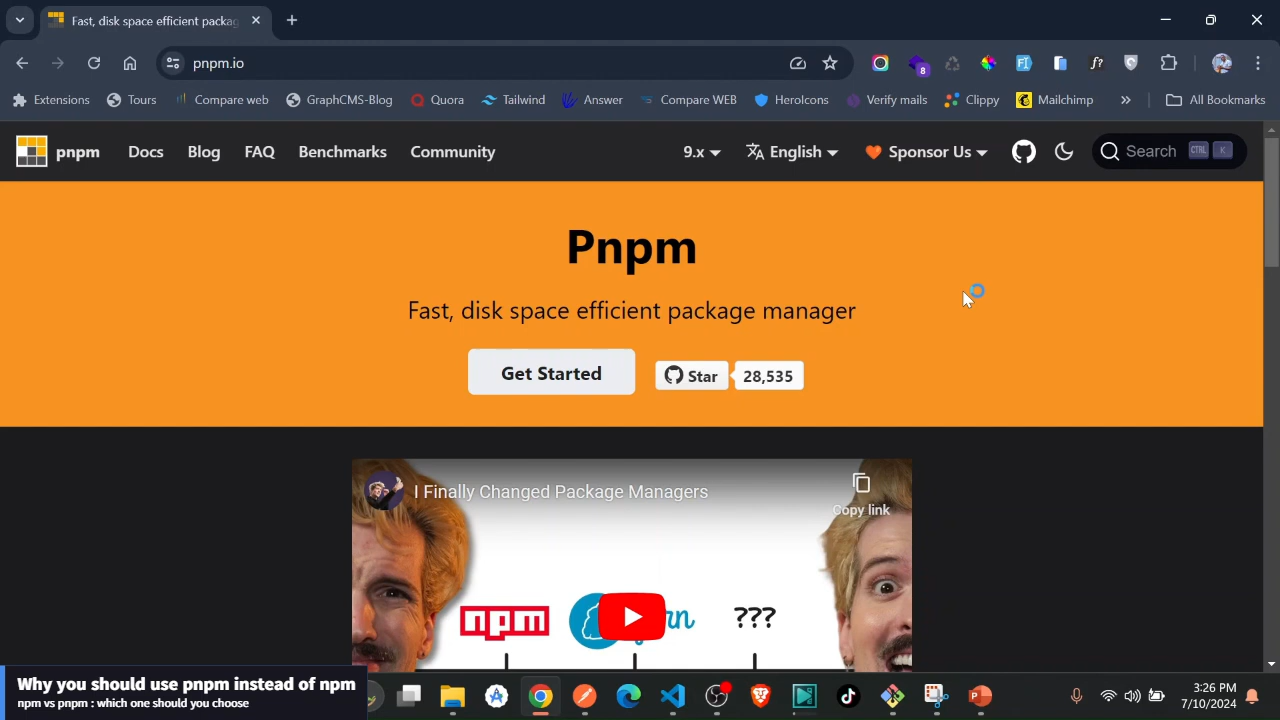 Fast, disk space efficient packag
pnpm.io
8
Extensions
Tours
Compare web
GraphCMS-Blog
Quora
Tailwind
Answer
Compare WEB
HeroIcons
Verify mails
Clippy
Mailchimp
All Bookmarks
pnpm
Docs
Blog
FAQ
Benchmarks
Community
9.x
English
Sponsor Us
Search
CTRL
K
Pnpm
Fast, disk space efficient package manager
Get Started
Star
28,535
I Finally Changed Package Managers
Copy link
npm
???
Why you should use pnpm instead of npm
npm vs pnpm : which one should you choose
3:26 PM
7/10/2024